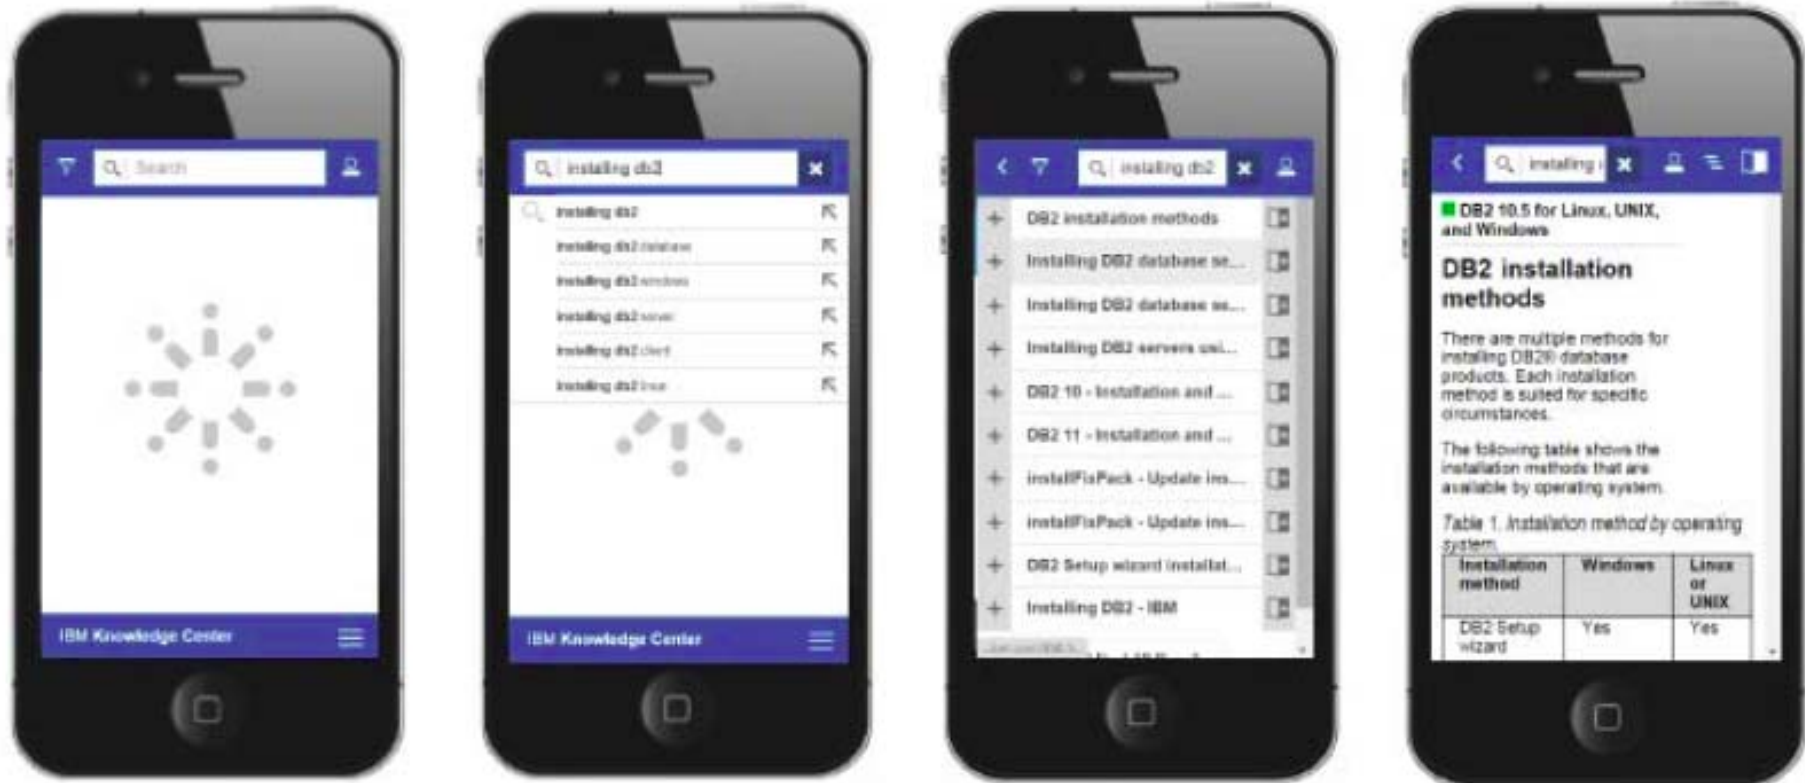 Search
IBM Knowledge Center
installing db2
installing db2
installing db2 database
installing db2 windows
installing db2 server
installing db2 client
installing db2 linux
IBM Knowledge Center
installing db2
DB2 installation methods
Installing DB2 database se...
Installing DB2 database se...
Installing DB2 servers usi...
DB2 10 - Installation and ...
DB2 11 - Installation and ...
installFixPack - Update ins...
installFixPack - Update ins...
DB2 Setup wizard installat...
Installing DB2 - IBM
installing
DB2 10.5 for Linux, UNIX,
and Windows
DB2 installation
methods
There are multiple methods for
installing DB2® database
products. Each installation
method is suited for specific
circumstances.
The following table shows the
installation methods that are
available by operating system.
Table 1. Installation method by operating
system
Installation Windows Linux
method or
UNIX
DB2 Setup Yes Yes
wizard